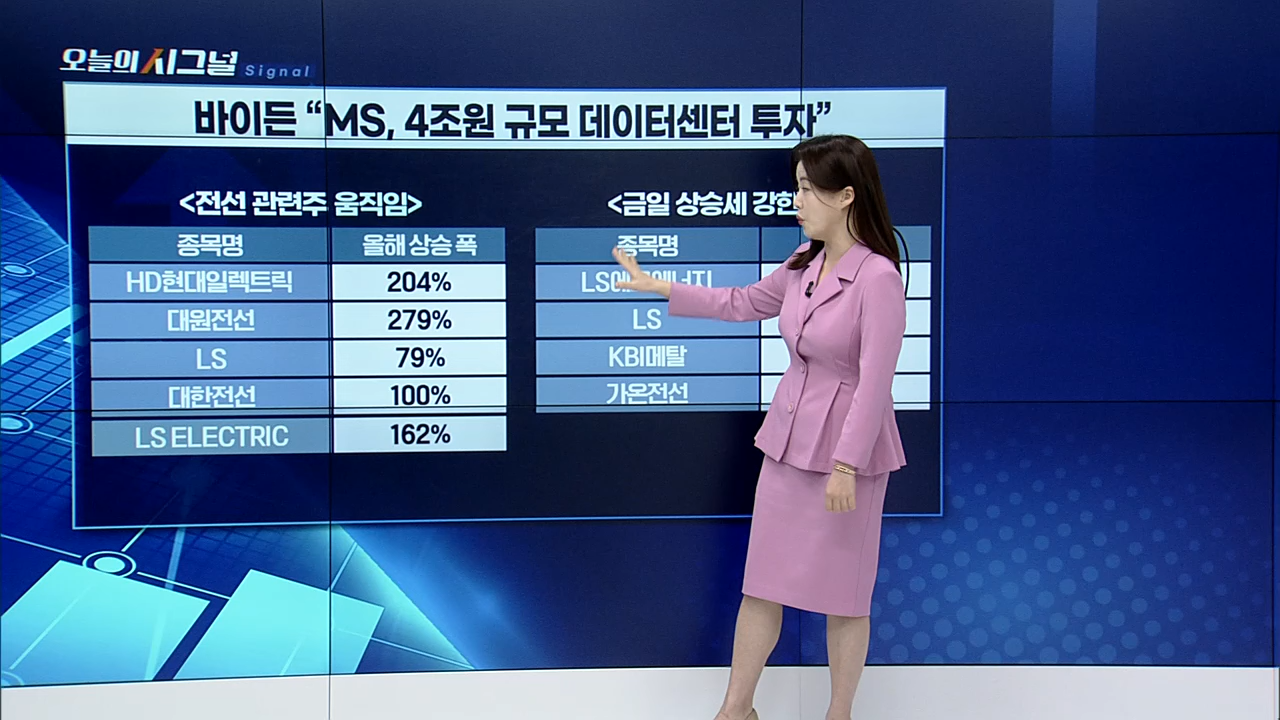 오늘의 시그널 Signal
바이든 “MS, 4조원 규모 데이터센터 투자”
<전선 관련주 움직임>
종목명 올해 상승 폭
HD현대일렉트릭 204%
대원전선 279%
LS 79%
대한전선 100%
LS ELECTRIC 162%
<금일 상승세 강한
종목명
LS
KBI메탈
가온전선